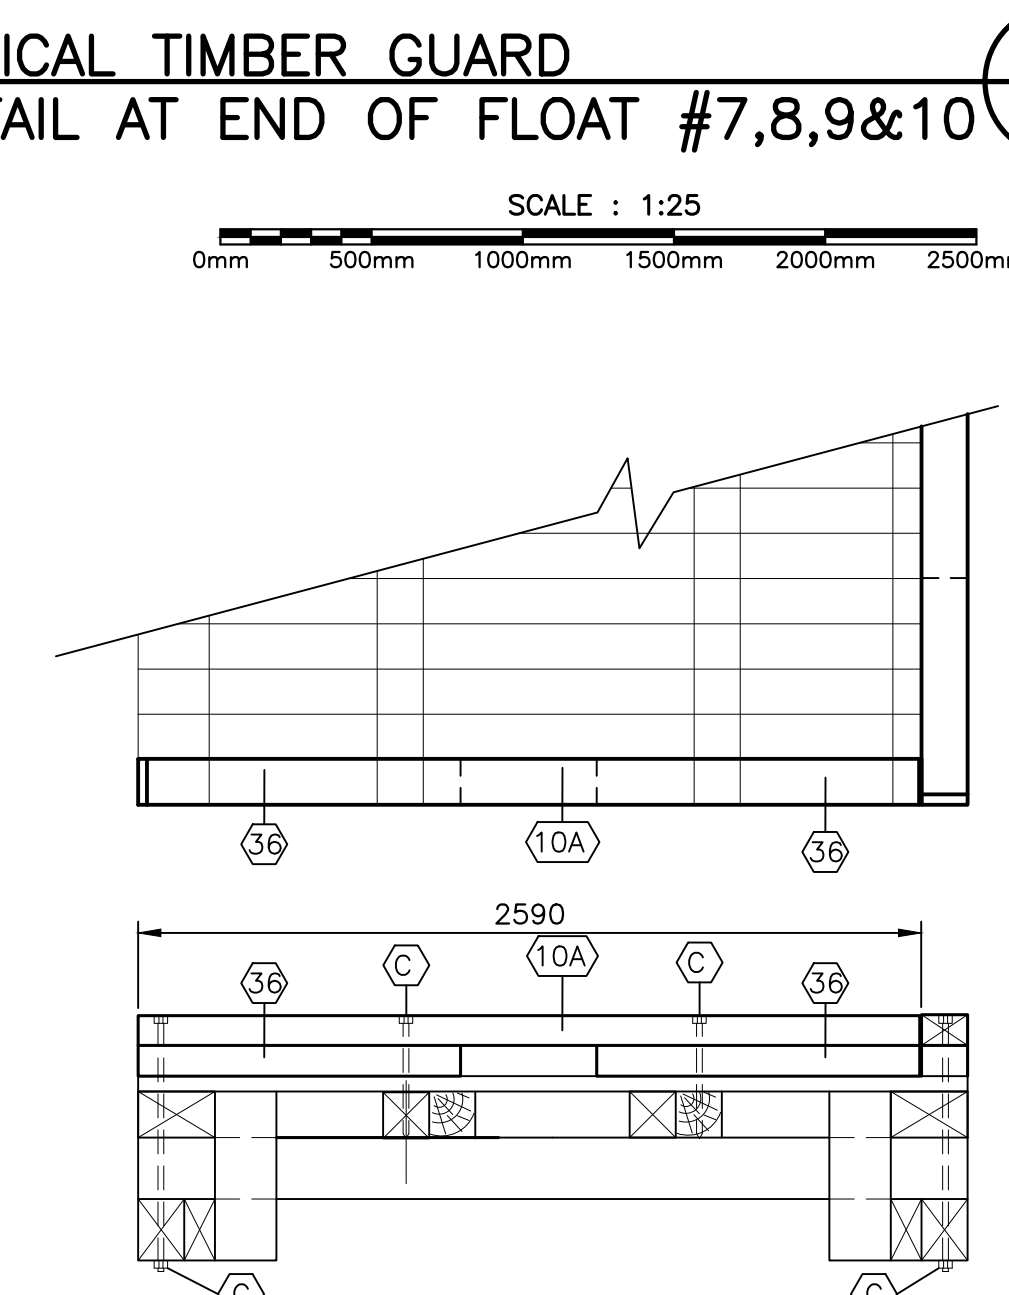 ICAL TIMBER GUARD
AIL AT END OF FLOAT #7,8,9&10
SCALE : 1:25
0mm 500mm 1000mm 1500mm 2000mm 2500m
36 10A 36
2590
36 C 10A C 36
C C